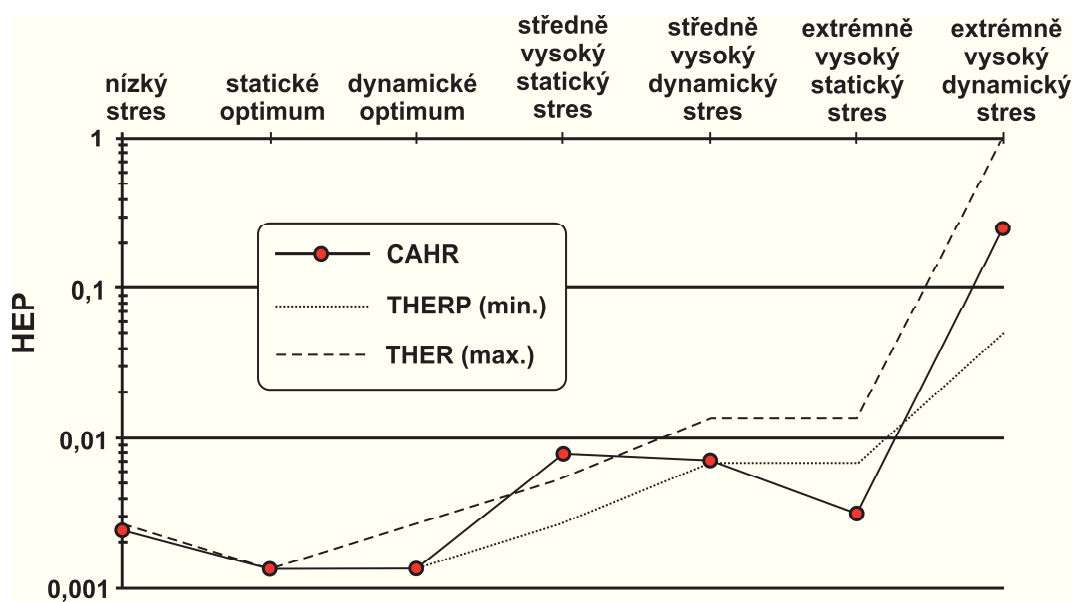 nízký
stres
statické
optimum
dynamické
optimum
středně
vysoký
statický
stres
středně
vysoký
dynamický
stres
extrémně
vysoký
statický
stres
extrémně
vysoký
dynamický
stres
1
0,1
0,01
0,001
HEP
CAHR
THERP (min.)
THER (max.)